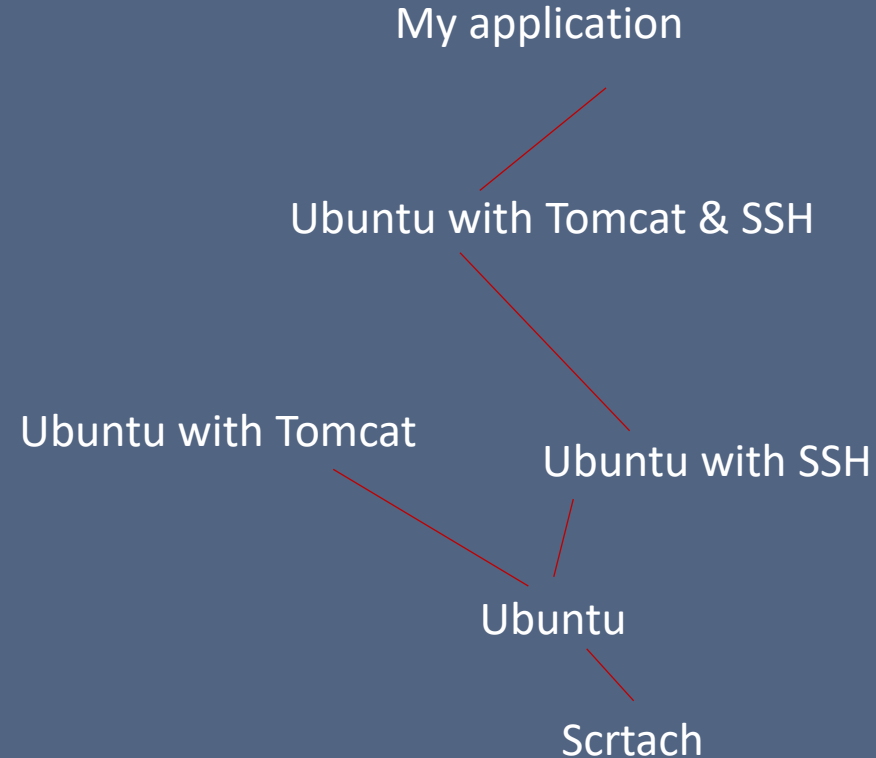 My application
Ubuntu with Tomcat & SSH
Ubuntu with Tomcat
Ubuntu with SSH
Ubuntu
Scrtach